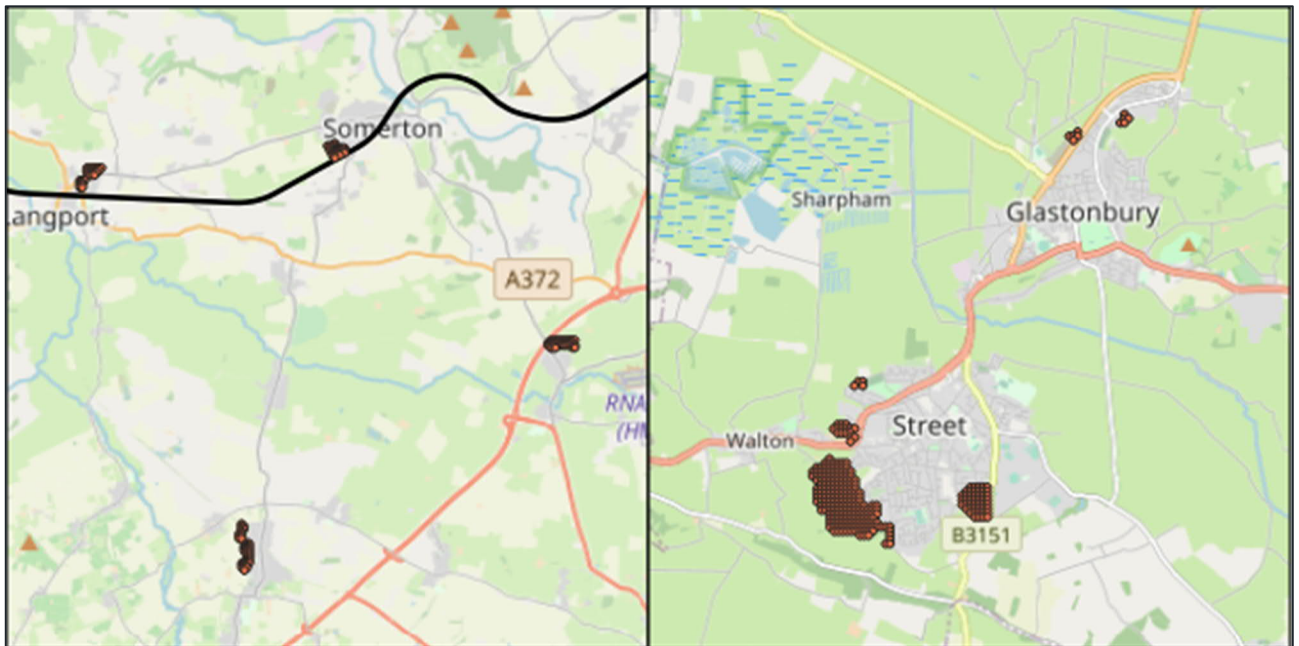 Somerton
angport
A372
RNA
(H
Sharpham
Glastonbury
Walton
Street
B3151